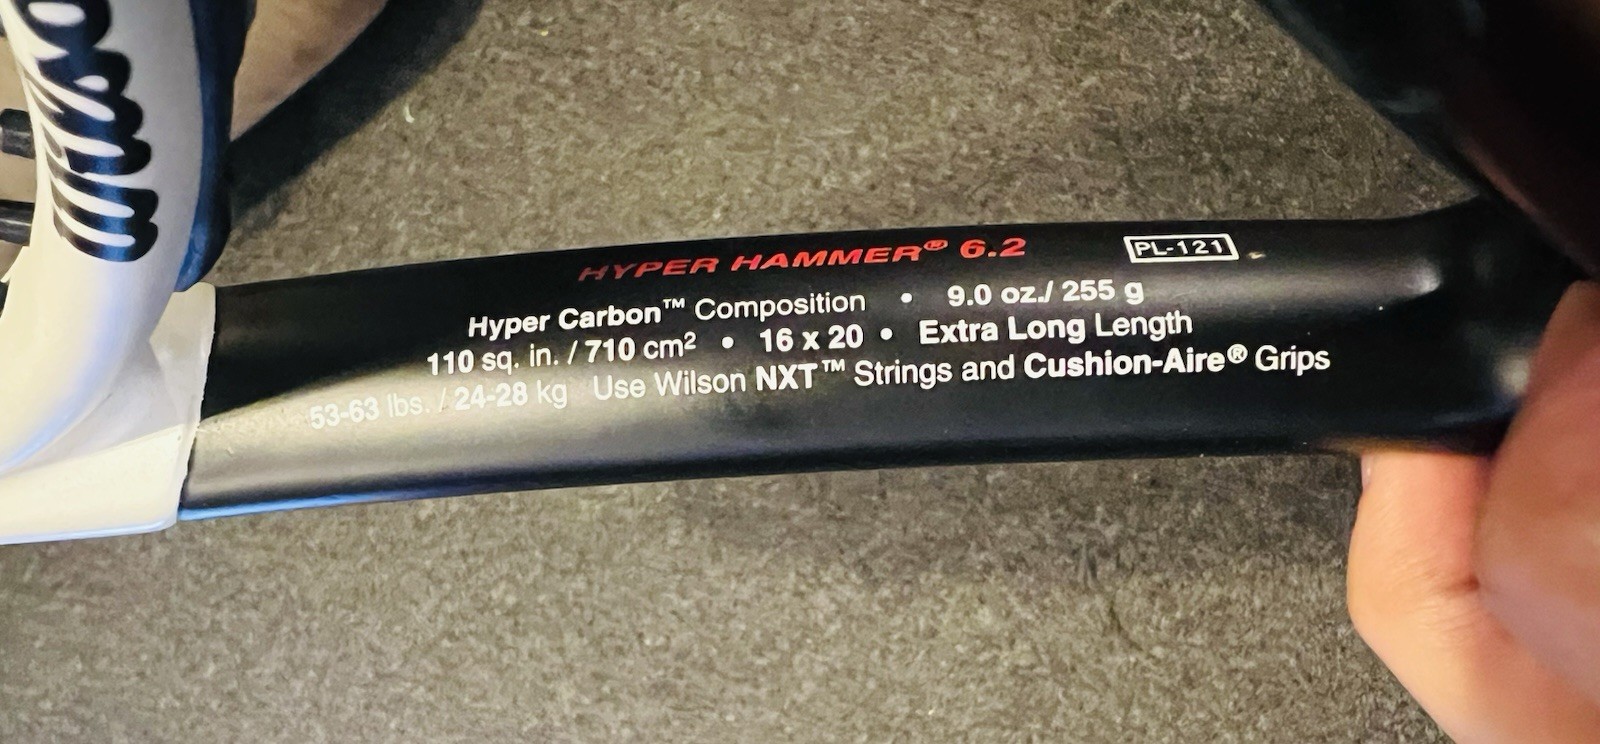 Wilson
HYPER HAMMER® 6.2 PL-121
Hyper Carbon™ Composition • 9.0 oz./ 255 g
110 sq. in. / 710 cm² • 16 x 20 • Extra Long Length
53-63 lbs. / 24-28 kg Use Wilson NXT™ Strings and Cushion-Aire® Grips